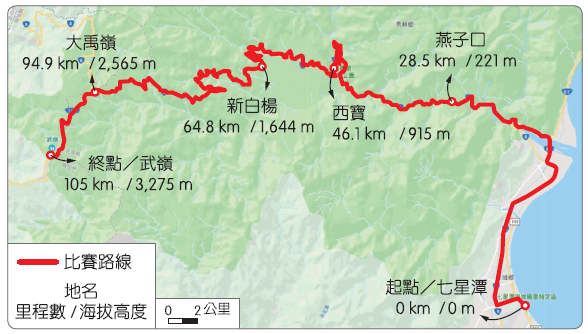 大禹嶺
94.9 km /2,565 m
燕子口
28.5 km /221 m
新白楊
64.8 km /1,644 m
西寶
46.1 km /915 m
終點／武嶺
105 km /3,275 m
起點／七星潭
0 km /0 m
比賽路線
地名
里程數/海拔高度
0 2公里